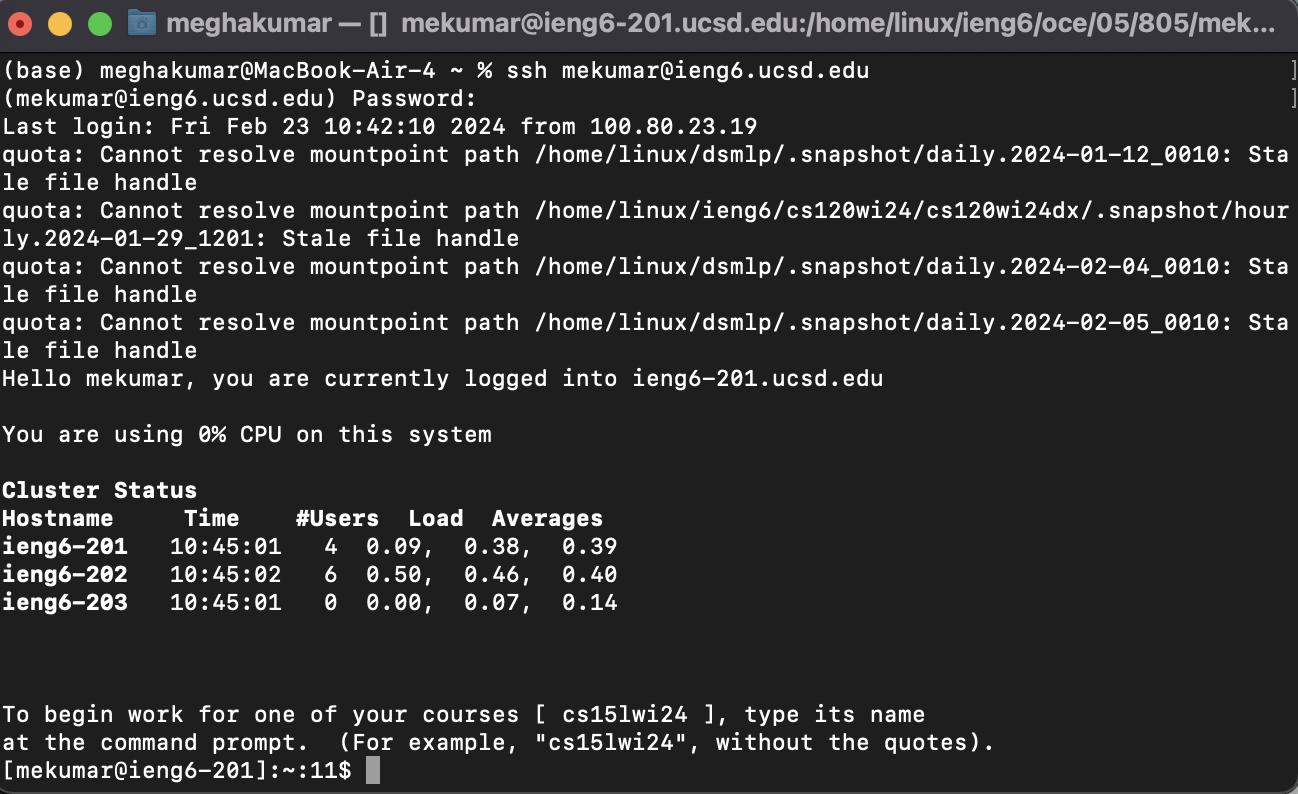 meghakumar — [] mekumar@ieng6-201.ucsd.edu:/home/linux/ieng6/oce/05/805/mek...
(base) meghakumar@MacBook-Air-4 ~ % ssh mekumar@ieng6.ucsd.edu ]
(mekumar@ieng6.ucsd.edu) Password: ]
Last login: Fri Feb 23 10:42:10 2024 from 100.80.23.19
quota: Cannot resolve mountpoint path /home/linux/dsmlp/.snapshot/daily.2024-01-12_0010: Sta
le file handle
quota: Cannot resolve mountpoint path /home/linux/ieng6/cs120wi24/cs120wi24dx/.snapshot/hour
ly.2024-01-29_1201: Stale file handle
quota: Cannot resolve mountpoint path /home/linux/dsmlp/.snapshot/daily.2024-02-04_0010: Sta
le file handle
quota: Cannot resolve mountpoint path /home/linux/dsmlp/.snapshot/daily.2024-02-05_0010: Sta
le file handle
Hello mekumar, you are currently logged into ieng6-201.ucsd.edu
You are using 0% CPU on this system
Cluster Status
Hostname     Time    #Users  Load  Averages
ieng6-201   10:45:01   4  0.09,  0.38,  0.39
ieng6-202   10:45:02   6  0.50,  0.46,  0.40
ieng6-203   10:45:01   0  0.00,  0.07,  0.14
To begin work for one of your courses [ cs15lwi24 ], type its name
at the command prompt.  (For example, "cs15lwi24", without the quotes).
[mekumar@ieng6-201]:~:11$